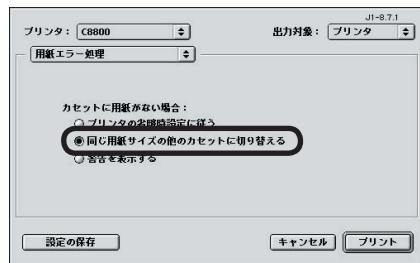 J1-8.7.1
プリンタ： C8800 出力対象： プリンタ
用紙エラー処理
カセットに用紙がない場合：
プリンタの省略時設定に従う
同じ用紙サイズの他のカセットに切り替える
警告を表示する
設定の保存 キャンセル プリント